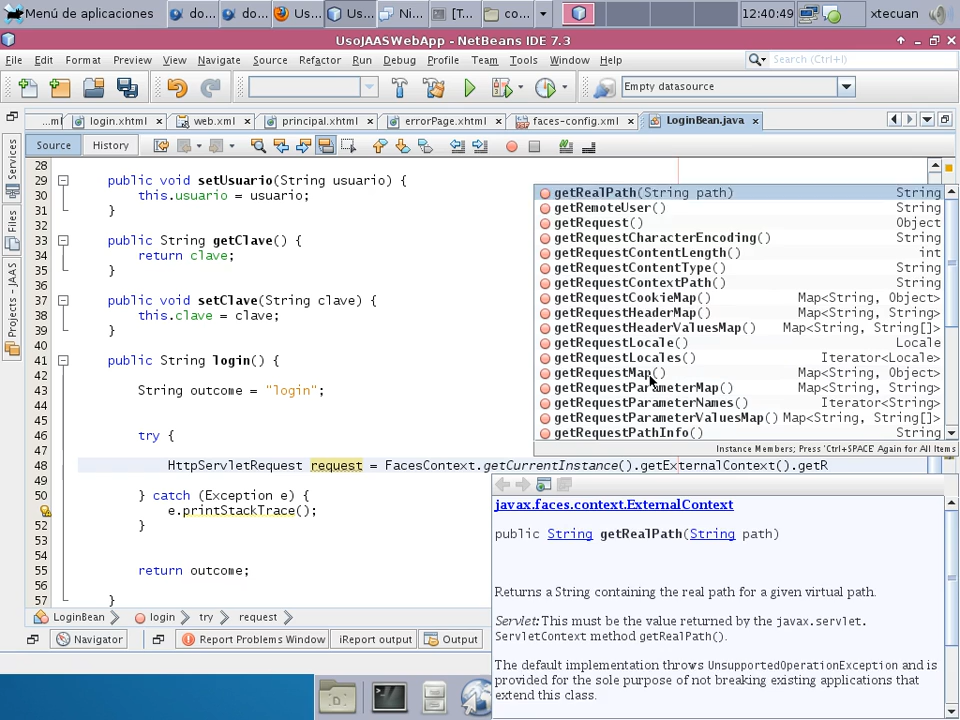 Menú de aplicaciones
do...
do...
Us...
Us...
Ni...
[T...
co...
12:40:49
xtecuan
UsoJAASWebApp - NetBeans IDE 7.3
File Edit Format Preview View Navigate Source Refactor Run Debug Profile Team Tools Window Help
Search (Ctrl+I)
Empty datasource
...ml login.xhtml web.xml principal.xhtml errorPage.xhtml faces-config.xml LoginBean.java
Source History
Services
Files
Projects - JAAS
28
29 public void setUsuario(String usuario) {
30 this.usuario = usuario;
31 }
32
33 public String getClave() {
34 return clave;
35 }
36
37 public void setClave(String clave) {
38 this.clave = clave;
39 }
40
41 public String login() {
42
43 String outcome = "login";
44
45
46 try {
47
48 HttpServletRequest request = FacesContext.getCurrentInstance().getExternalContext().getR
49
50 } catch (Exception e) {
e.printStackTrace();
52 }
53
54
55 return outcome;
56
57 }
getRealPath(String path) String
getRemoteUser() String
getRequest() Object
getRequestCharacterEncoding() String
getRequestContentLength() int
getRequestContentType() String
getRequestContextPath() String
getRequestCookieMap() Map<String, Object>
getRequestHeaderMap() Map<String, String>
getRequestHeaderValuesMap() Map<String, String[]>
getRequestLocale() Locale
getRequestLocales() Iterator<Locale>
getRequestMap() Map<String, Object>
getRequestParameterMap() Map<String, String>
getRequestParameterNames() Iterator<String>
getRequestParameterValuesMap() Map<String, String[]>
getRequestPathInfo() String
Instance Members; Press 'Ctrl+SPACE' Again for All Items
javax.faces.context.ExternalContext
public String getRealPath(String path)
Returns a String containing the real path for a given virtual path.
Servlet: This must be the value returned by the javax.servlet.
ServletContext method getRealPath().
The default implementation throws UnsupportedOperationException and is
provided for the sole purpose of not breaking existing applications that
extend this class.
LoginBean login try request
Navigator Report Problems Window iReport output Output